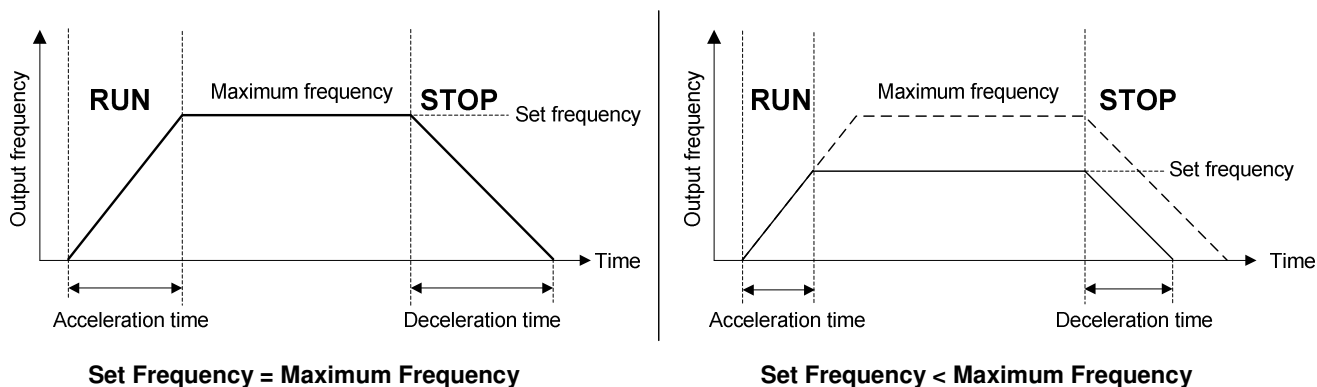 Output frequency
RUN
Maximum frequency
STOP
Set frequency
Time
Acceleration time
Deceleration time
Set Frequency = Maximum Frequency
Output frequency
RUN
Maximum frequency
STOP
Set frequency
Time
Acceleration time
Deceleration time
Set Frequency < Maximum Frequency